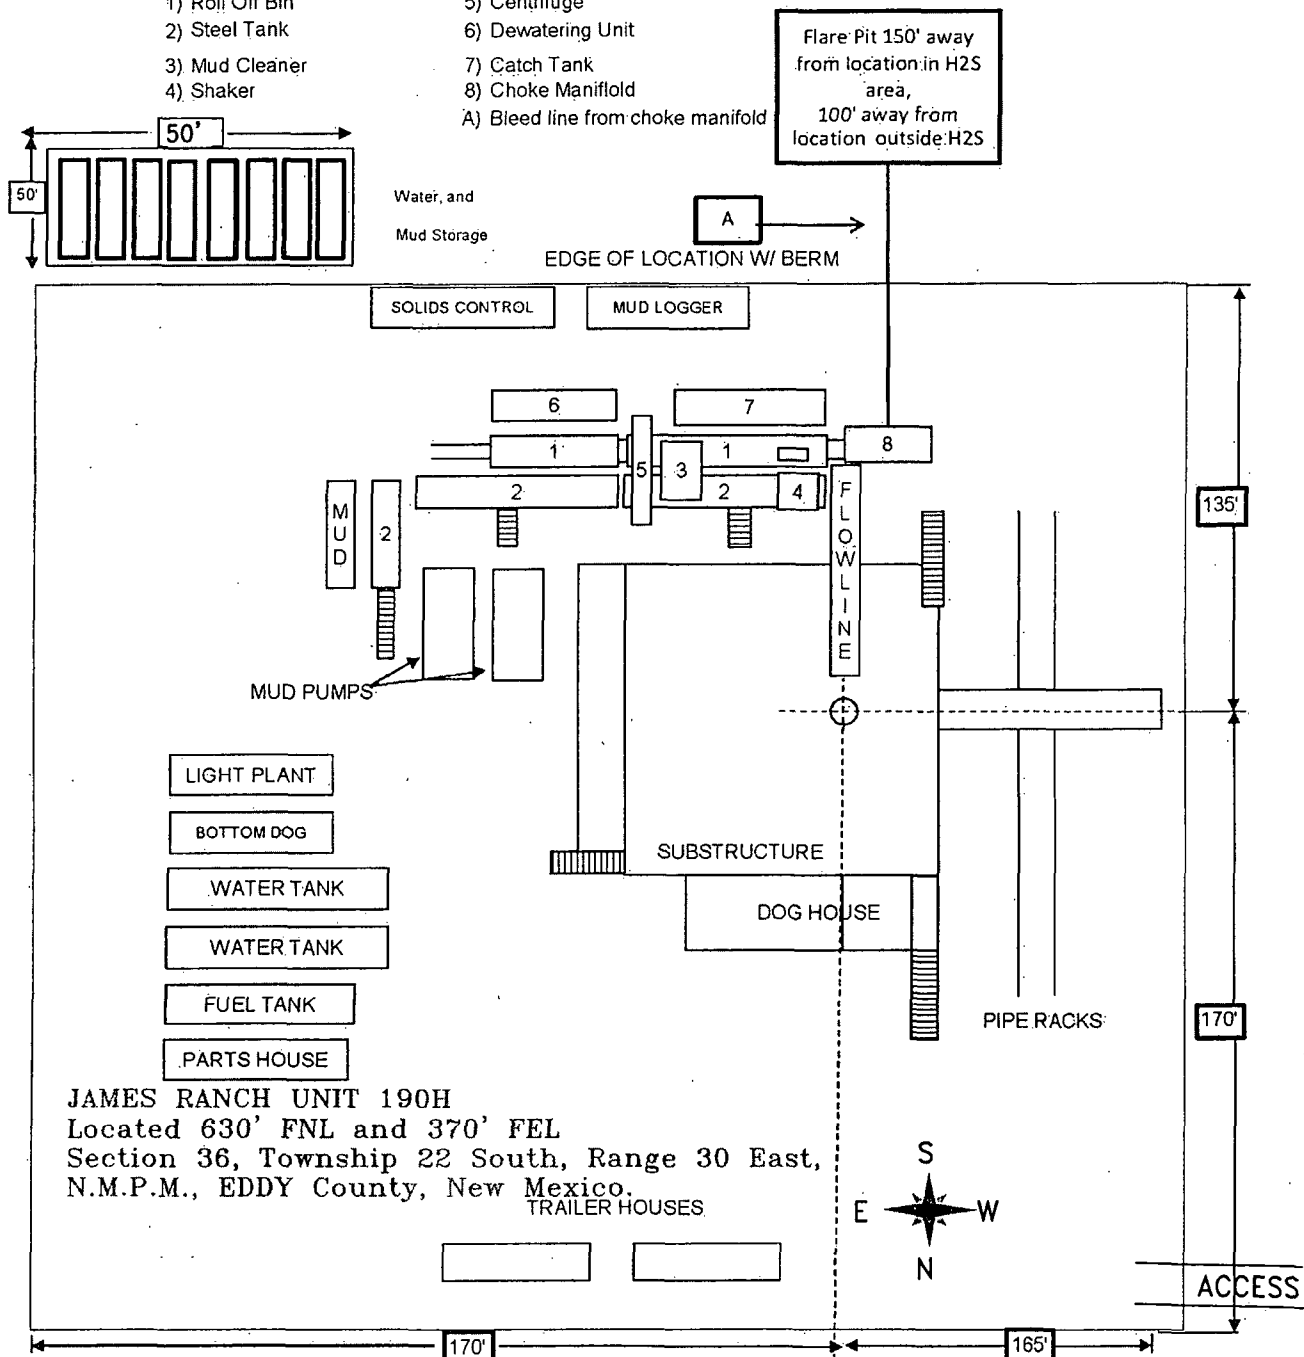 1) Roll Off Bin
2) Steel Tank
3) Mud Cleaner
4) Shaker
5) Centrifuge
6) Dewatering Unit
7) Catch Tank
8) Choke Manifold
A) Bleed line from choke manifold
Flare Pit 150' away
from location in H2S
area,
100' away from
location outside H2S
50'
50'
Water, and
Mud Storage
A
EDGE OF LOCATION W/ BERM
SOLIDS CONTROL
MUD LOGGER
6
7
1
1
8
5
3
2
2
4
MUD
2
FLOWLINE
135'
MUD PUMPS
LIGHT PLANT
BOTTOM DOG
WATER TANK
WATER TANK
FUEL TANK
PARTS HOUSE
SUBSTRUCTURE
DOG HOUSE
PIPE RACKS
170'
JAMES RANCH UNIT 190H
Located 630' FNL and 370' FEL
Section 36, Township 22 South, Range 30 East,
N.M.P.M., EDDY County, New Mexico.
TRAILER HOUSES
S
E
W
N
ACCESS
170'
165'